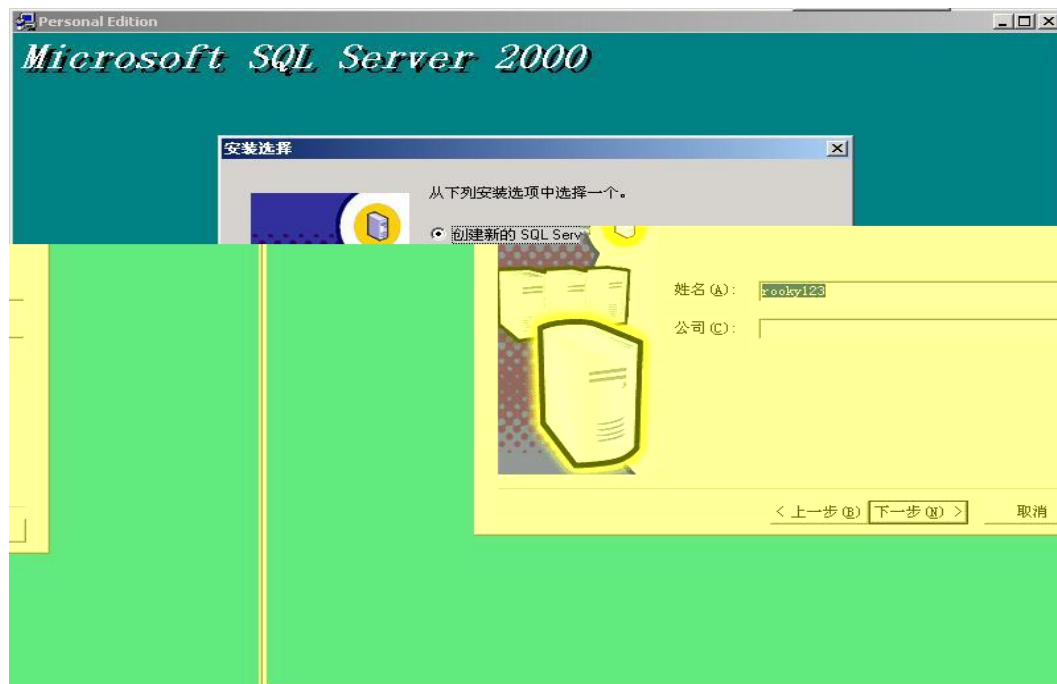 Personal Edition
Microsoft SQL Server 2000
安装选择
从下列安装选项中选择一个。
创建新的 SQL Serv
姓名(A):
rooky123
公司(C):
< 上一步(B)
下一步(N) >
取消